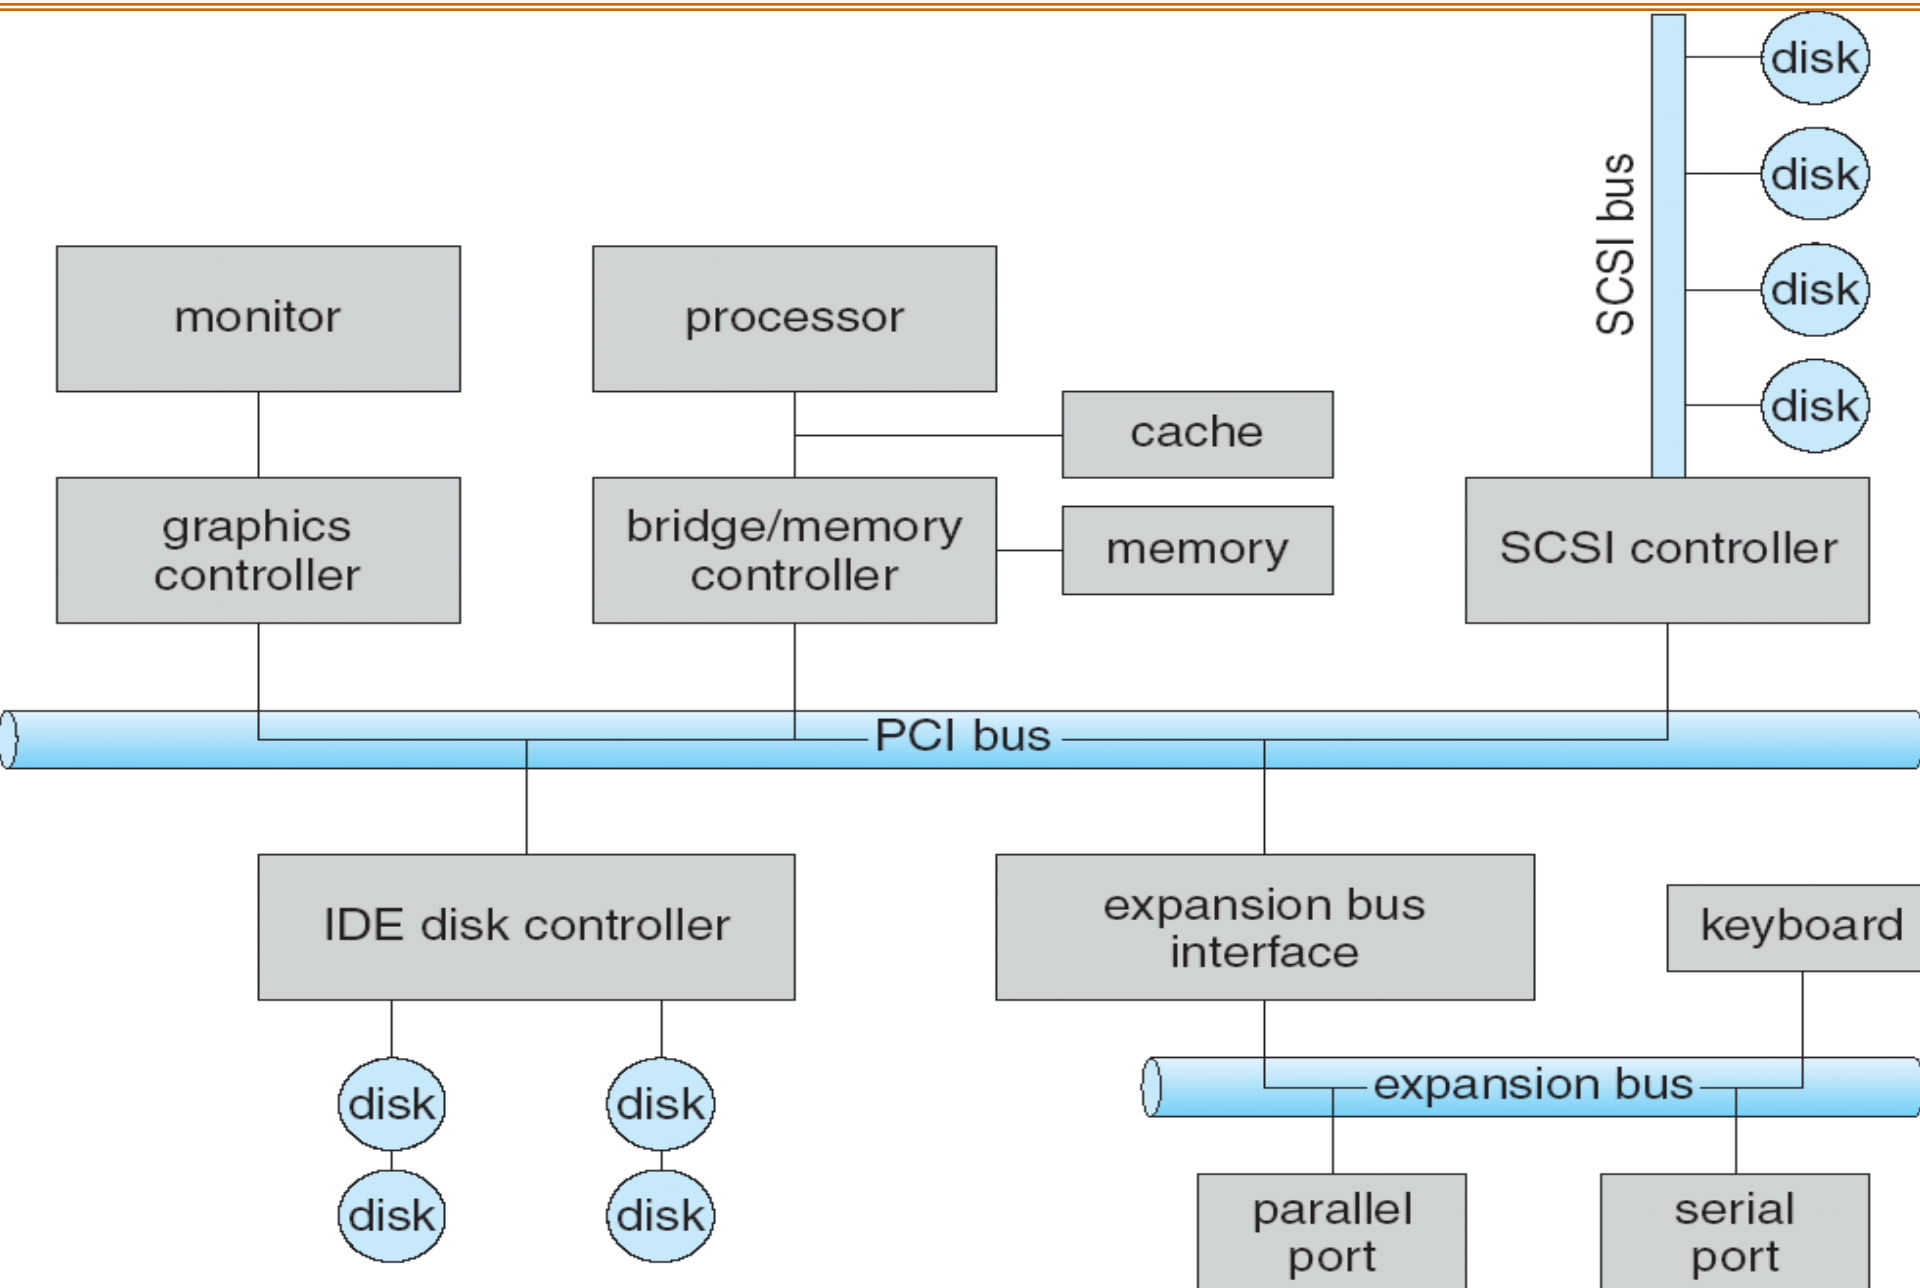 disk
disk
SCSI bus
disk
disk
monitor
processor
cache
graphics
controller
bridge/memory
controller
memory
SCSI controller
PCI bus
IDE disk controller
expansion bus
interface
keyboard
disk
disk
expansion bus
disk
disk
parallel
port
serial
port